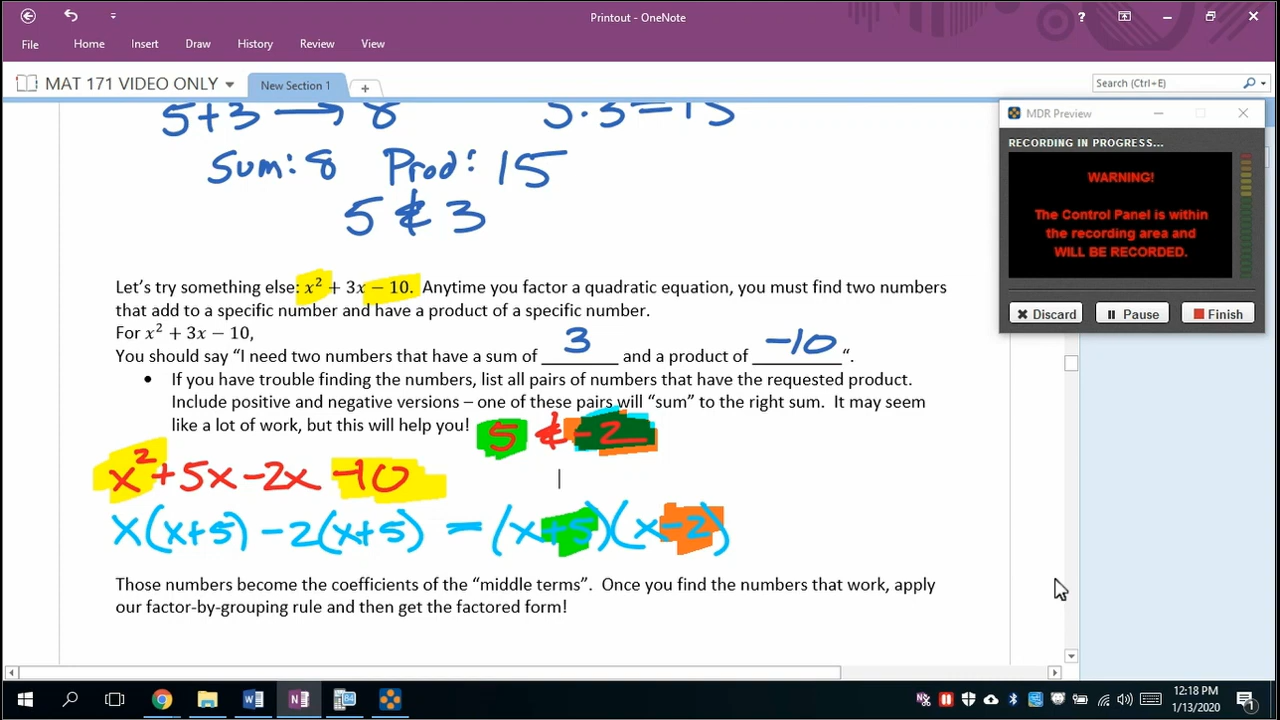 Printout - OneNote
?
File Home Insert Draw History Review View
MAT 171 VIDEO ONLY New Section 1 +
Search (Ctrl+E)
5+3 → 8 5·3=15
Sum: 8 Prod: 15
5 & 3
MDR Preview
RECORDING IN PROGRESS...
WARNING!
The Control Panel is within
the recording area and
WILL BE RECORDED.
Discard Pause Finish
Let's try something else: x² + 3x − 10. Anytime you factor a quadratic equation, you must find two numbers
that add to a specific number and have a product of a specific number.
For x² + 3x − 10,
You should say “I need two numbers that have a sum of 3 and a product of -10 “.
• If you have trouble finding the numbers, list all pairs of numbers that have the requested product.
Include positive and negative versions – one of these pairs will “sum” to the right sum. It may seem
like a lot of work, but this will help you!
5 & -2
x²+5x-2x-10
x(x+5)-2(x+5) = (x+5)(x-2)
Those numbers become the coefficients of the “middle terms”. Once you find the numbers that work, apply
our factor-by-grouping rule and then get the factored form!
12:18 PM
1/13/2020